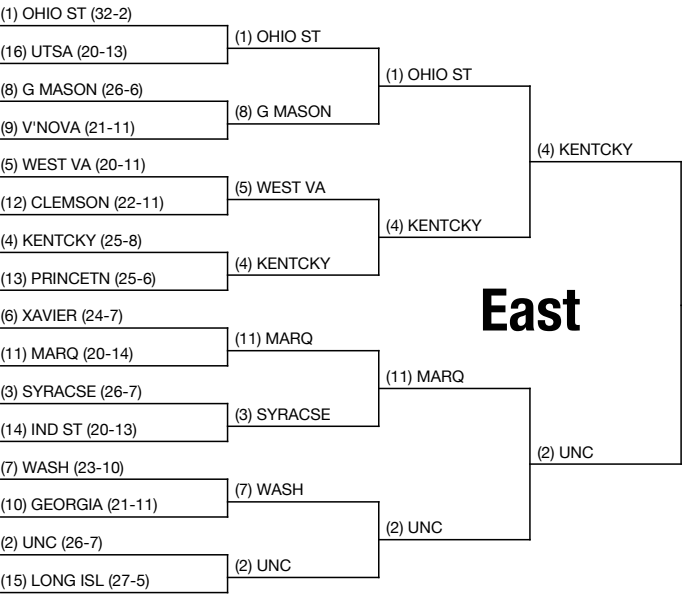 (1) OHIO ST (32-2)
(16) UTSA (20-13)
(8) G MASON (26-6)
(9) V'NOVA (21-11)
(5) WEST VA (20-11)
(12) CLEMSON (22-11)
(4) KENTCKY (25-8)
(13) PRINCETN (25-6)
(6) XAVIER (24-7)
(11) MARQ (20-14)
(3) SYRACSE (26-7)
(14) IND ST (20-13)
(7) WASH (23-10)
(10) GEORGIA (21-11)
(2) UNC (26-7)
(15) LONG ISL (27-5)
(1) OHIO ST
(8) G MASON
(5) WEST VA
(4) KENTCKY
(11) MARQ
(3) SYRACSE
(7) WASH
(2) UNC
(1) OHIO ST
(4) KENTCKY
(11) MARQ
(2) UNC
(4) KENTCKY
(2) UNC
East